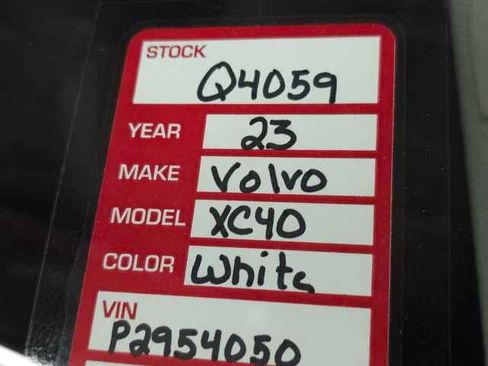 STOCK
Q4059
YEAR 23
MAKE Volvo
MODEL XC40
COLOR White
VIN
P2954050